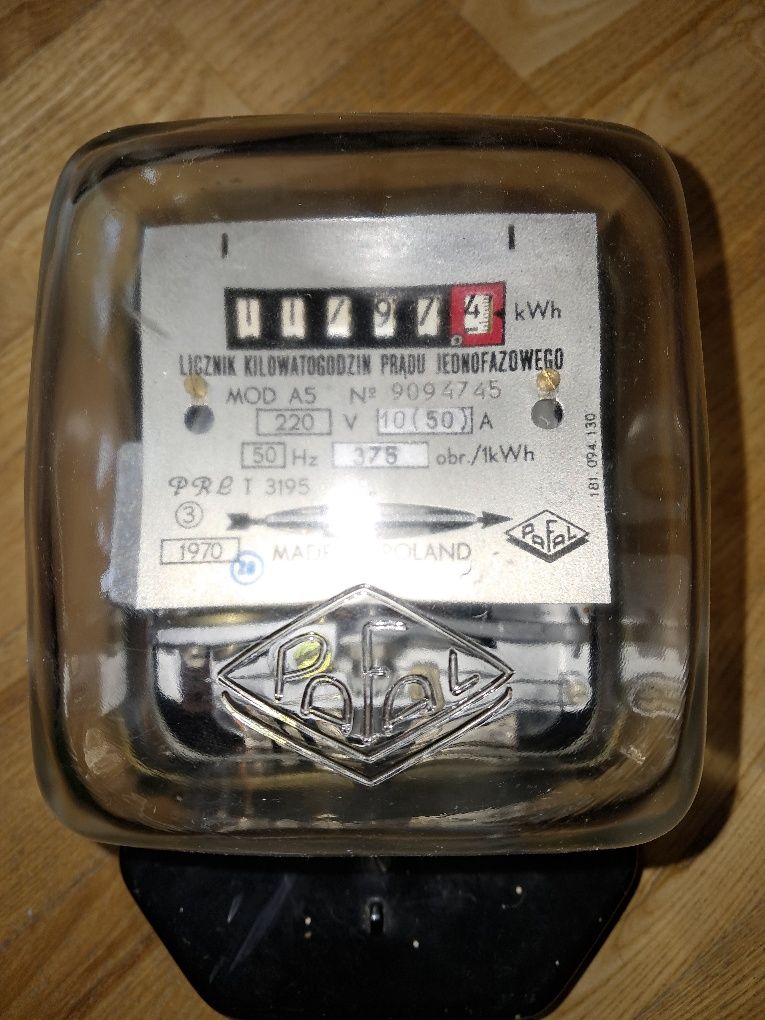 kWh
LICZNIK KILOWATOGODZIN PRĄDU JEDNOFAZOWEGO
MOD A5 Nº 9094745
220 V 10(50) A
50 Hz 375 obr./1kWh
181.094.130
PRL T 3195
3
PAFAL
1970
MADE POLAND
PAFAL